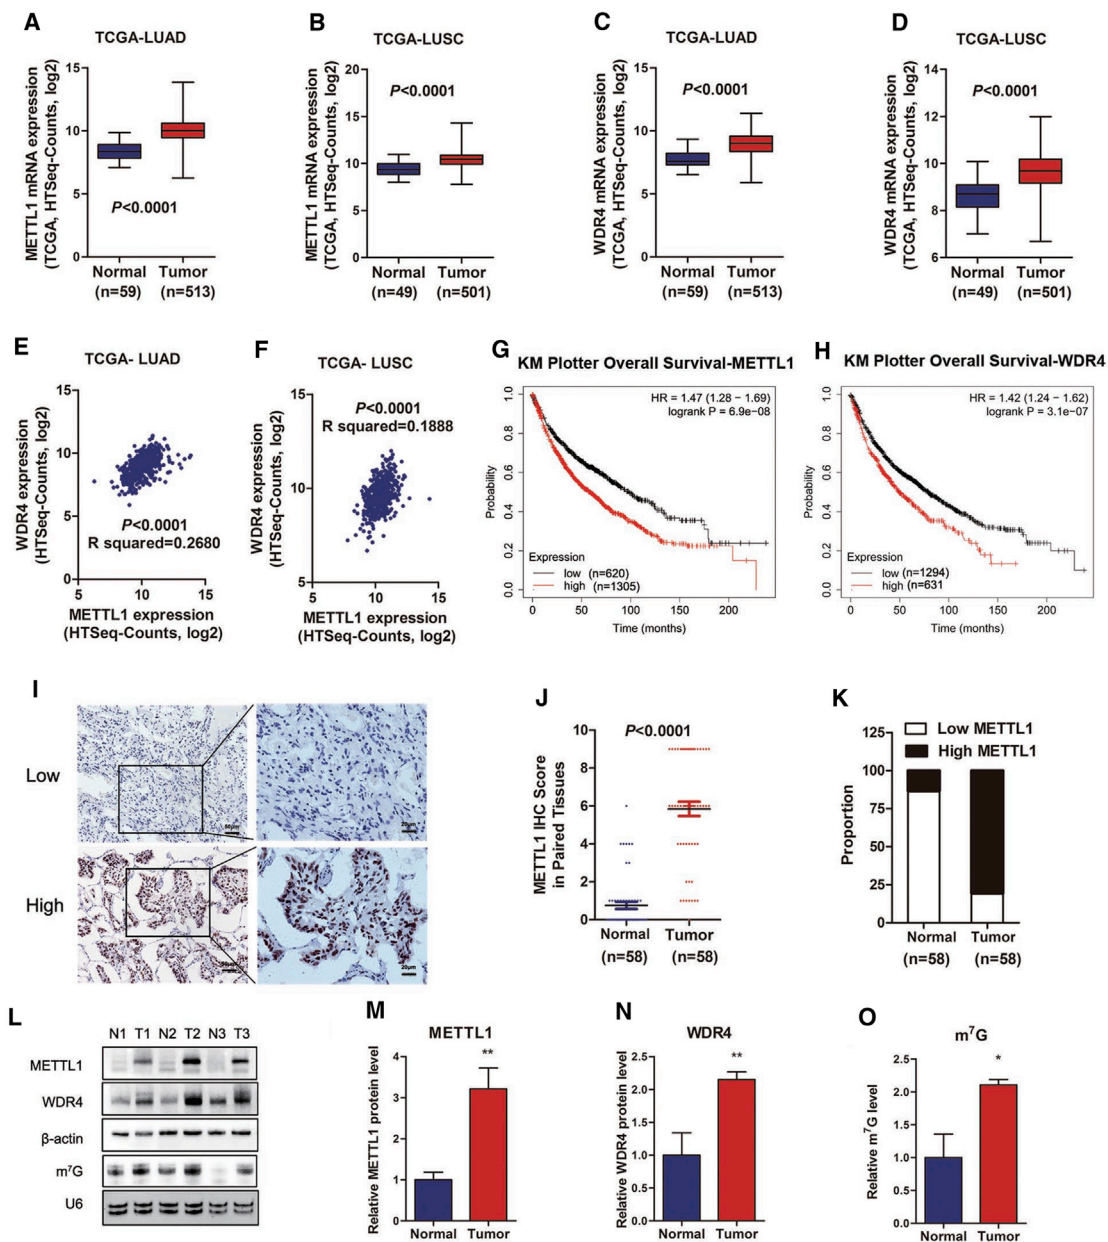 A
TCGA-LUAD
METTL1 mRNA expression
(TCGA, HTSeq-Counts, log2)
15
10
5
0
P<0.0001
Normal
Tumor
(n=59)
(n=513)
B
TCGA-LUSC
METTL1 mRNA expression
(TCGA, HTSeq-Counts, log2)
20
15
10
5
0
P<0.0001
Normal
Tumor
(n=49)
(n=501)
C
TCGA-LUAD
WDR4 mRNA expression
(TCGA, HTSeq-Counts, log2)
15
10
5
0
P<0.0001
Normal
Tumor
(n=59)
(n=513)
D
TCGA-LUSC
WDR4 mRNA expression
(TCGA, HTSeq-Counts, log2)
14
12
10
8
6
P<0.0001
Normal
Tumor
(n=49)
(n=501)
E
TCGA- LUAD
WDR4 expression
(HTSeq-Counts, log2)
15
10
5
0
P<0.0001
R squared=0.2680
5
10
15
METTL1 expression
(HTSeq-Counts, log2)
F
TCGA- LUSC
WDR4 expression
(HTSeq-Counts, log2)
15
10
5
P<0.0001
R squared=0.1888
5
10
15
METTL1 expression
(HTSeq-Counts, log2)
G
KM Plotter Overall Survival-METTL1
HR = 1.47 (1.28 − 1.69)
logrank P = 6.9e−08
Probability
1.0
0.8
0.6
0.4
0.2
0.0
Expression
low (n=620)
high (n=1305)
0
50
100
150
200
Time (months)
H
KM Plotter Overall Survival-WDR4
HR = 1.42 (1.24 − 1.62)
logrank P = 3.1e−07
Probability
1.0
0.8
0.6
0.4
0.2
0.0
Expression
low (n=1294)
high (n=631
0
50
100
150
200
Time (months)
I
Low
50μm
20μm
High
50μm
20μm
J
METTL1 IHC Score
in Paired Tissues
P<0.0001
10
8
6
4
2
0
Normal
Tumor
(n=58)
(n=58)
K
Low METTL1
High METTL1
Proportion
125
100
75
25
0
Normal
Tumor
(n=58)
(n=58)
L
N1 T1 N2 T2 N3 T3
METTL1
WDR4
β-actin
m7G
U6
M
METTL1
Relative METTL1 protein level
4
3
2
1
0
**
Normal
Tumor
N
WDR4
Relative WDR4 protein level
2.5
2.0
1.5
1.0
0.5
0.0
**
Normal
Tumor
O
m7G
Relative m7G level
2.5
2.0
1.5
1.0
0.5
0.0
*
Normal
Tumor